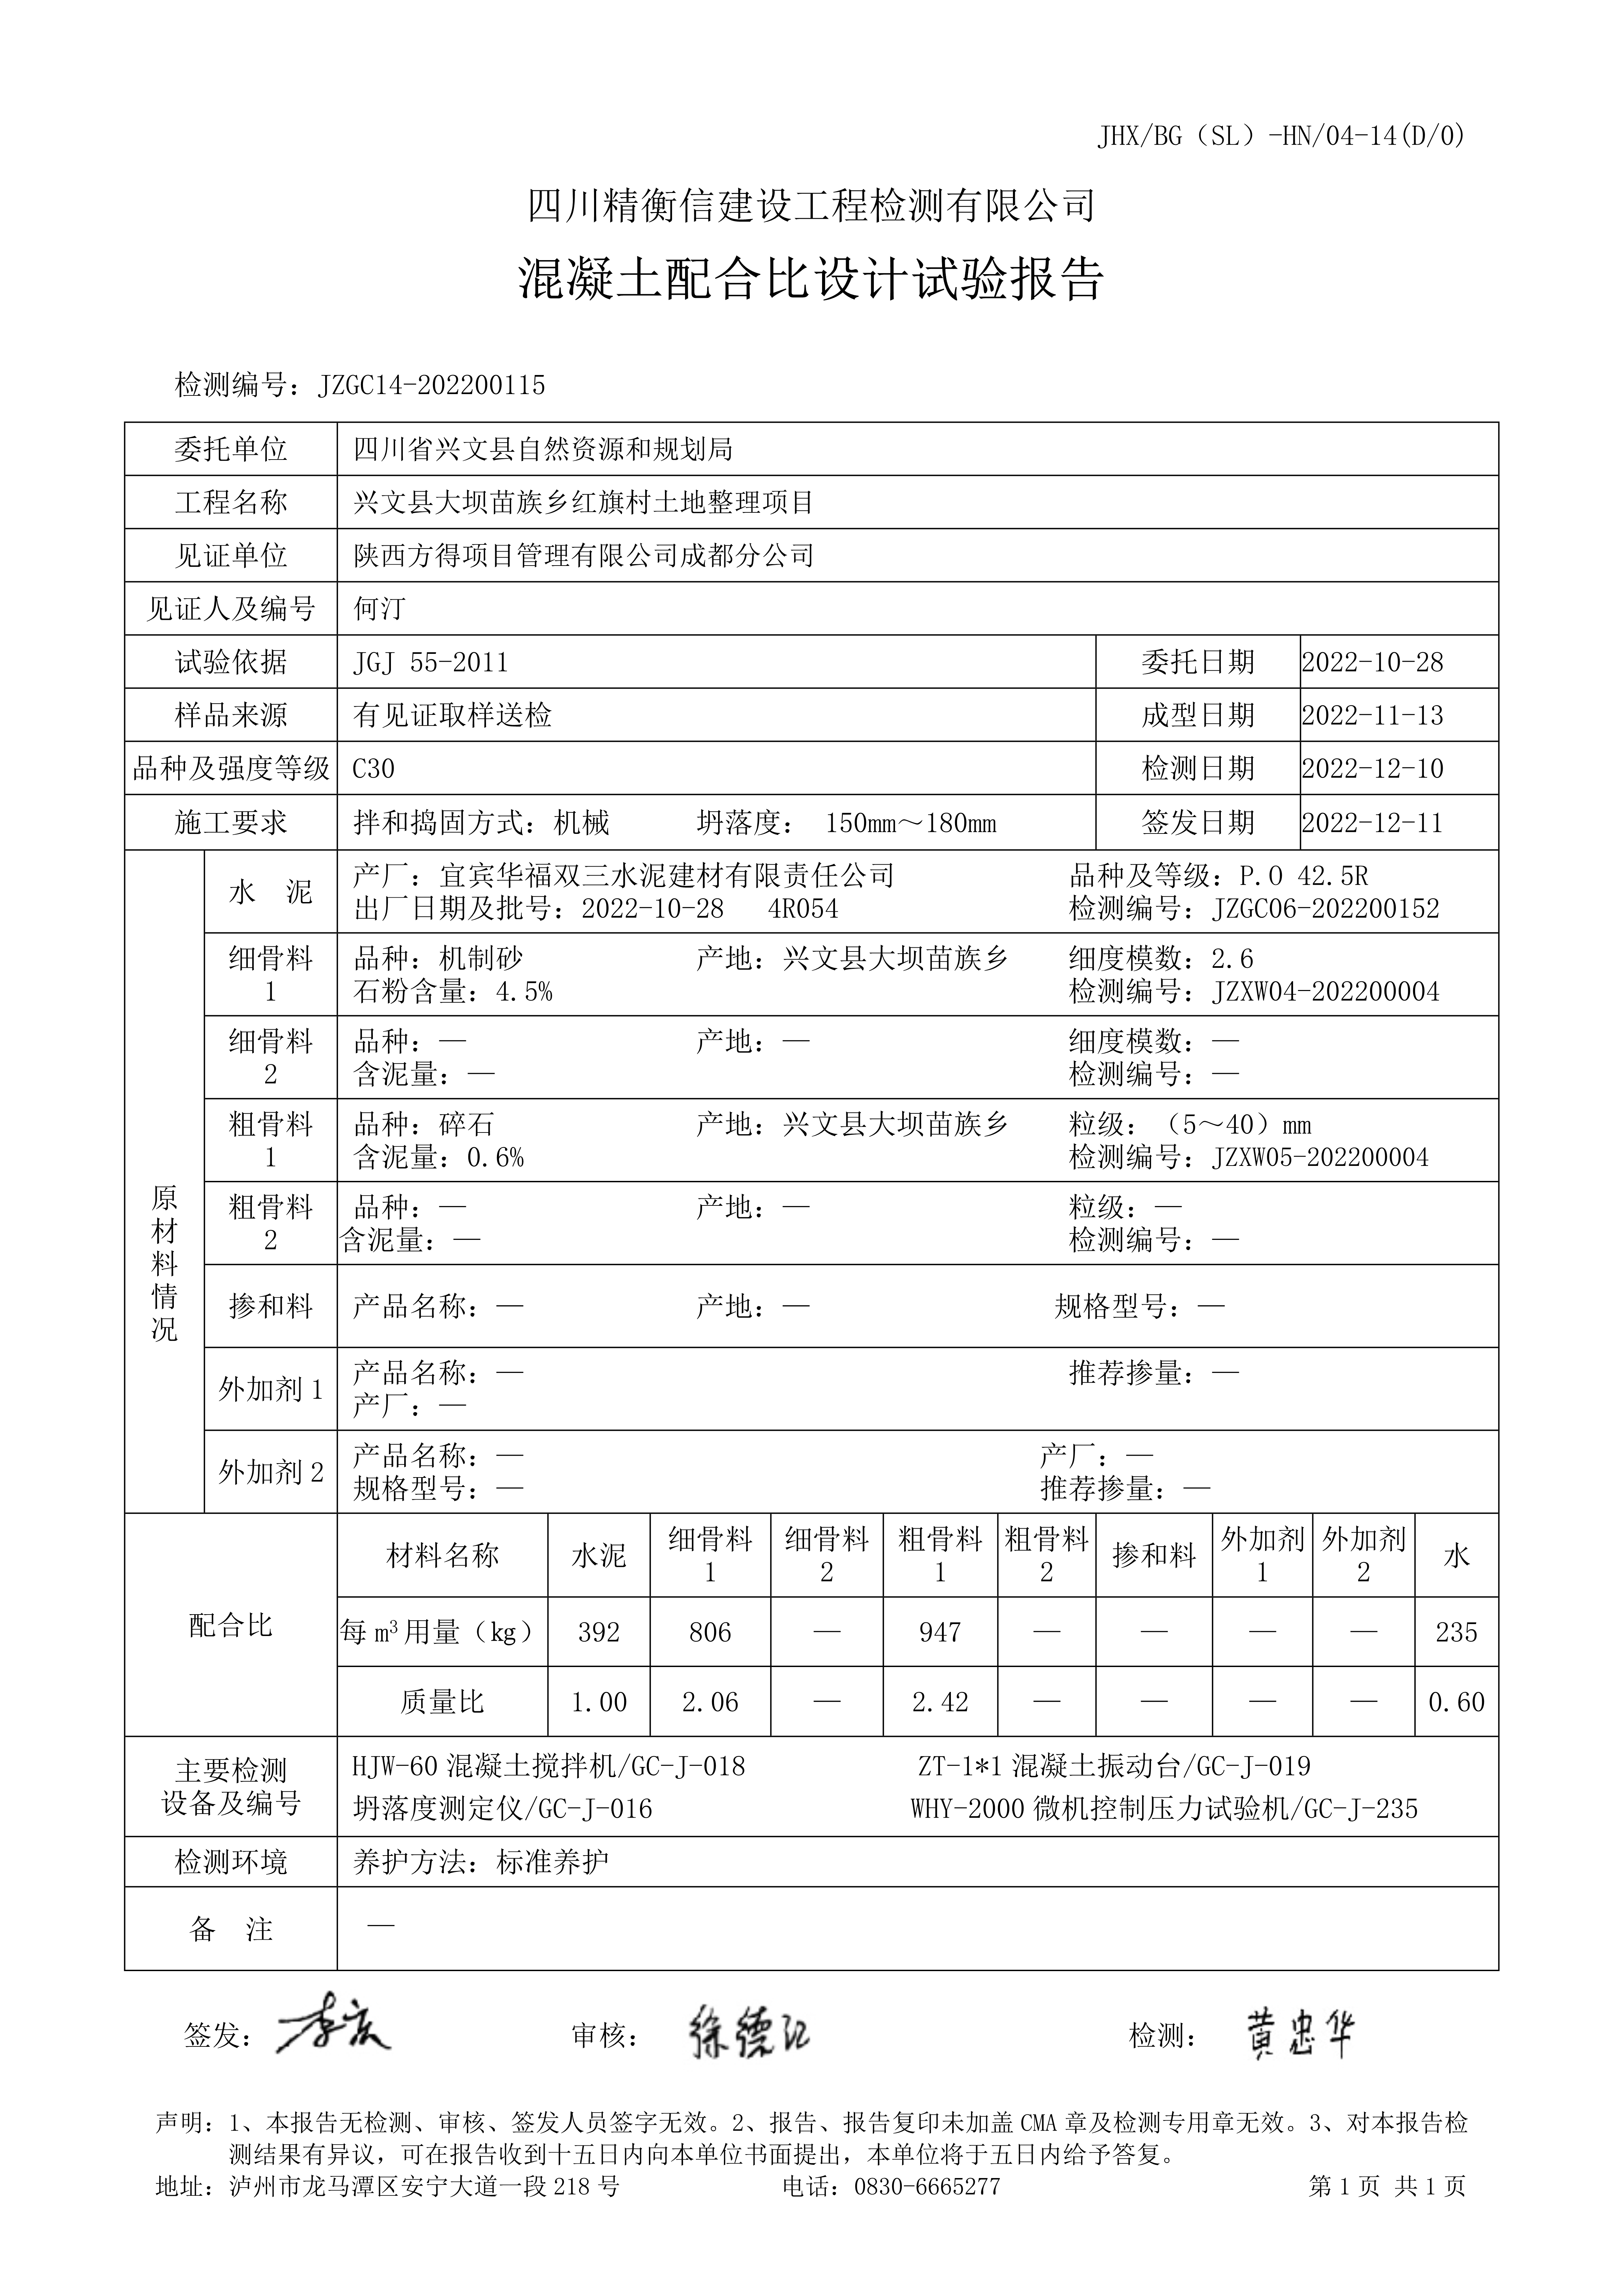 JHX/BG（SL）-HN/04-14(D/0)
四川精衡信建设工程检测有限公司
混凝土配合比设计试验报告
检测编号：JZGC14-202200115
委托单位 四川省兴文县自然资源和规划局
工程名称 兴文县大坝苗族乡红旗村土地整理项目
见证单位 陕西方得项目管理有限公司成都分公司
见证人及编号 何汀
试验依据 JGJ 55-2011 委托日期 2022-10-28
样品来源 有见证取样送检 成型日期 2022-11-13
品种及强度等级 C30 检测日期 2022-12-10
施工要求 拌和捣固方式：机械 坍落度： 150mm～180mm 签发日期 2022-12-11
原材料情况
水 泥
产厂：宜宾华福双三水泥建材有限责任公司 品种及等级：P.O 42.5R
出厂日期及批号：2022-10-28 4R054 检测编号：JZGC06-202200152
细骨料 1
品种：机制砂 产地：兴文县大坝苗族乡 细度模数：2.6
石粉含量：4.5% 检测编号：JZXW04-202200004
细骨料 2
品种：— 产地：— 细度模数：—
含泥量：— 检测编号：—
粗骨料 1
品种：碎石 产地：兴文县大坝苗族乡 粒级：（5～40）mm
含泥量：0.6% 检测编号：JZXW05-202200004
粗骨料 2
品种：— 产地：— 粒级：—
含泥量：— 检测编号：—
掺和料 产品名称：— 产地：— 规格型号：—
外加剂 1
产品名称：— 推荐掺量：—
产厂：—
外加剂 2
产品名称：— 产厂：—
规格型号：— 推荐掺量：—
配合比
材料名称 水泥 细骨料1 细骨料2 粗骨料1 粗骨料2 掺和料 外加剂1 外加剂2 水
每 m³ 用量（kg） 392 806 — 947 — — — — 235
质量比 1.00 2.06 — 2.42 — — — — 0.60
主要检测
设备及编号
HJW-60 混凝土搅拌机/GC-J-018 ZT-1*1 混凝土振动台/GC-J-019
坍落度测定仪/GC-J-016 WHY-2000 微机控制压力试验机/GC-J-235
检测环境 养护方法：标准养护
备 注 —
签发： 审核： 徐德江 检测： 黄忠华
声明：1、本报告无检测、审核、签发人员签字无效。2、报告、报告复印未加盖 CMA 章及检测专用章无效。3、对本报告检
测结果有异议，可在报告收到十五日内向本单位书面提出，本单位将于五日内给予答复。
地址：泸州市龙马潭区安宁大道一段 218 号 电话：0830-6665277 第 1 页 共 1 页